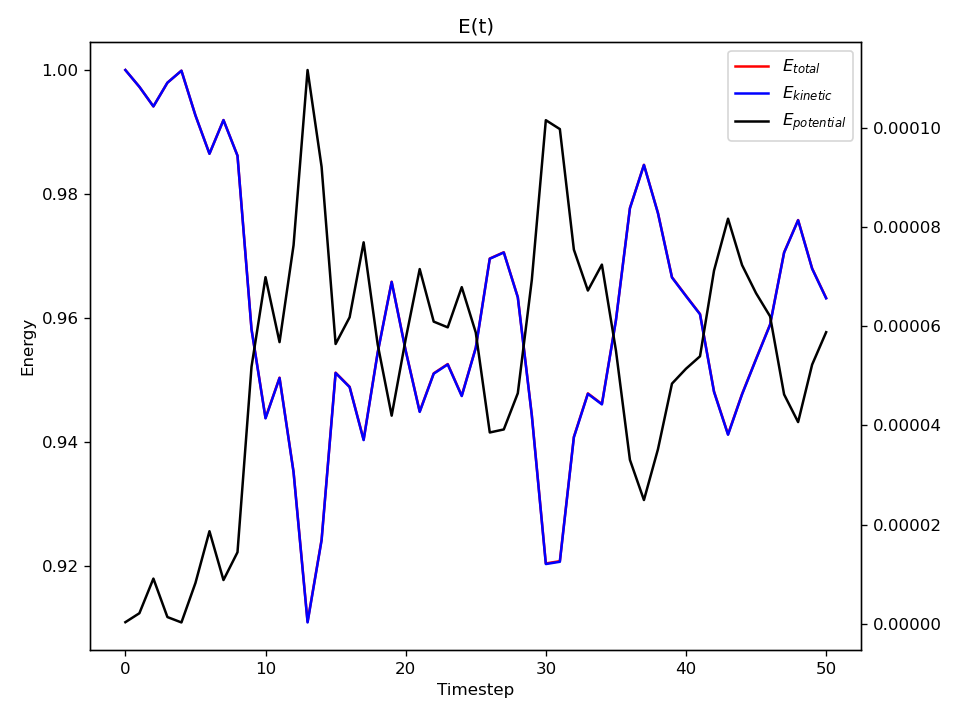 E(t)
E_total
E_kinetic
E_potential
1.00
0.98
0.96
0.94
0.92
Energy
0.00010
0.00008
0.00006
0.00004
0.00002
0.00000
0 10 20 30 40 50
Timestep